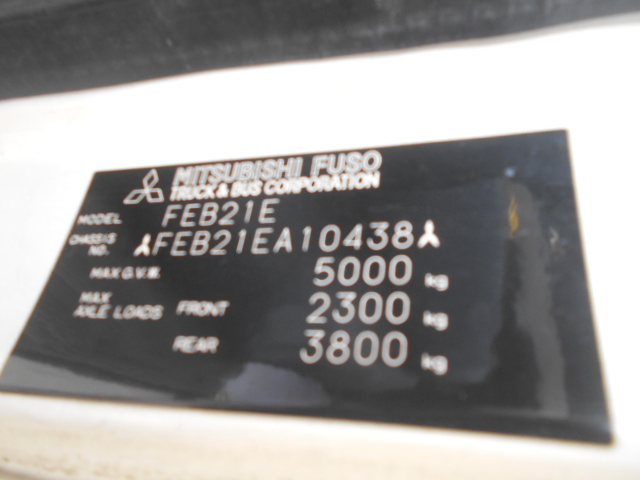 MITSUBISHI FUSO
TRUCK & BUS CORPORATION
MODEL FEB21E
CHASSIS NO. FEB21EA10438
MAX.G.V.W. 5000 kg
MAX. AXLE LOADS FRONT 2300 kg
REAR 3800 kg